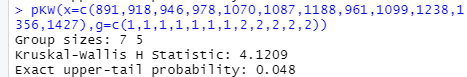 > pKW(x=c(891,918,946,978,1070,1087,1188,961,1099,1238,1
356,1427),g=c(1,1,1,1,1,1,1,2,2,2,2,2))
Group sizes: 7 5
Kruskal-Wallis H Statistic: 4.1209
Exact upper-tail probability: 0.048